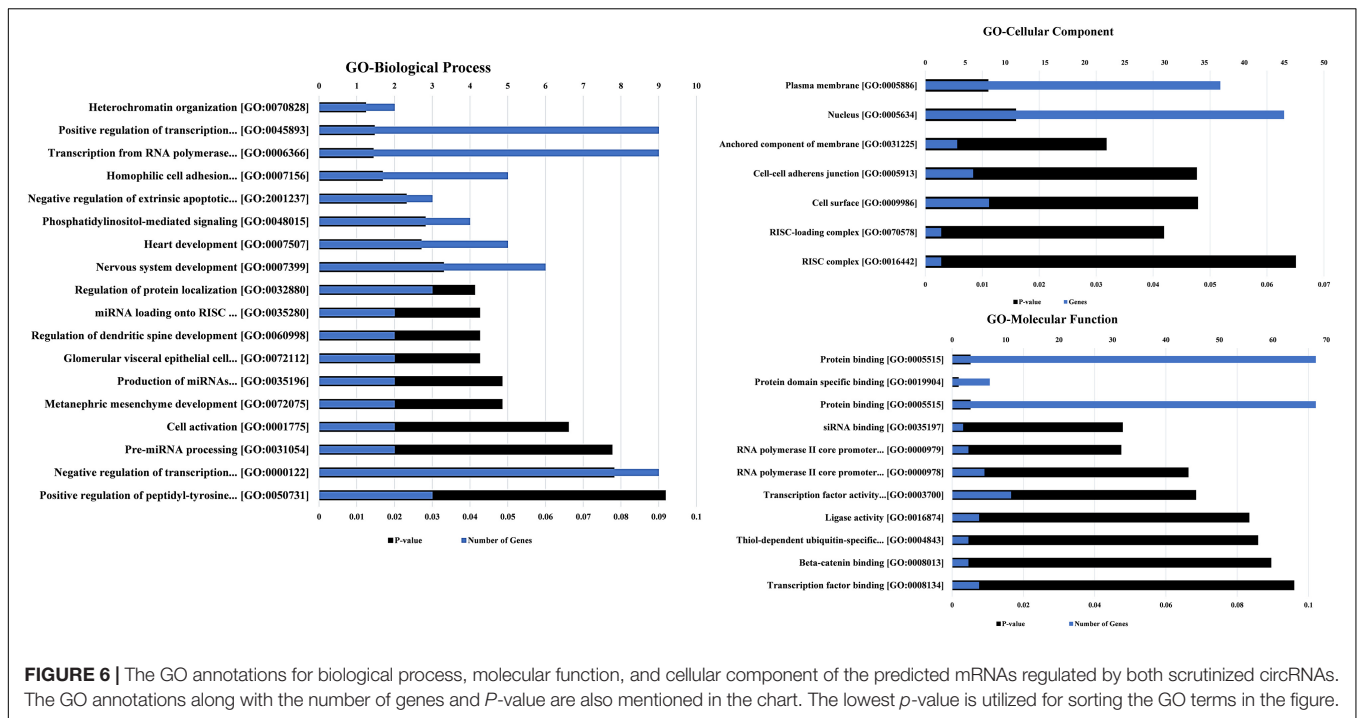 GO-Biological Process
0 1 2 3 4 5 6 7 8 9 10
Heterochromatin organization [GO:0070828]
Positive regulation of transcription... [GO:0045893]
Transcription from RNA polymerase... [GO:0006366]
Homophilic cell adhesion... [GO:0007156]
Negative regulation of extrinsic apoptotic... [GO:2001237]
Phosphatidylinositol-mediated signaling [GO:0048015]
Heart development [GO:0007507]
Nervous system development [GO:0007399]
Regulation of protein localization [GO:0032880]
miRNA loading onto RISC ... [GO:0035280]
Regulation of dendritic spine development [GO:0060998]
Glomerular visceral epithelial cell... [GO:0072112]
Production of miRNAs... [GO:0035196]
Metanephric mesenchyme development [GO:0072075]
Cell activation [GO:0001775]
Pre-miRNA processing [GO:0031054]
Negative regulation of transcription... [GO:0000122]
Positive regulation of peptidyl-tyrosine... [GO:0050731]
0 0.01 0.02 0.03 0.04 0.05 0.06 0.07 0.08 0.09 0.1
P-value Number of Genes
GO-Cellular Component
0 5 10 15 20 25 30 35 40 45 50
Plasma membrane [GO:0005886]
Nucleus [GO:0005634]
Anchored component of membrane [GO:0031225]
Cell-cell adherens junction [GO:0005913]
Cell surface [GO:0009986]
RISC-loading complex [GO:0070578]
RISC complex [GO:0016442]
0 0.01 0.02 0.03 0.04 0.05 0.06 0.07
P-value Genes
GO-Molecular Function
0 10 20 30 40 50 60 70
Protein binding [GO:0005515]
Protein domain specific binding [GO:0019904]
Protein binding [GO:0005515]
siRNA binding [GO:0035197]
RNA polymerase II core promoter... [GO:0000979]
RNA polymerase II core promoter... [GO:0000978]
Transcription factor activity... [GO:0003700]
Ligase activity [GO:0016874]
Thiol-dependent ubiquitin-specific... [GO:0004843]
Beta-catenin binding [GO:0008013]
Transcription factor binding [GO:0008134]
0 0.02 0.04 0.06 0.08 0.1
P-value Number of Genes
FIGURE 6 | The GO annotations for biological process, molecular function, and cellular component of the predicted mRNAs regulated by both scrutinized circRNAs.
The GO annotations along with the number of genes and P-value are also mentioned in the chart. The lowest p-value is utilized for sorting the GO terms in the figure.